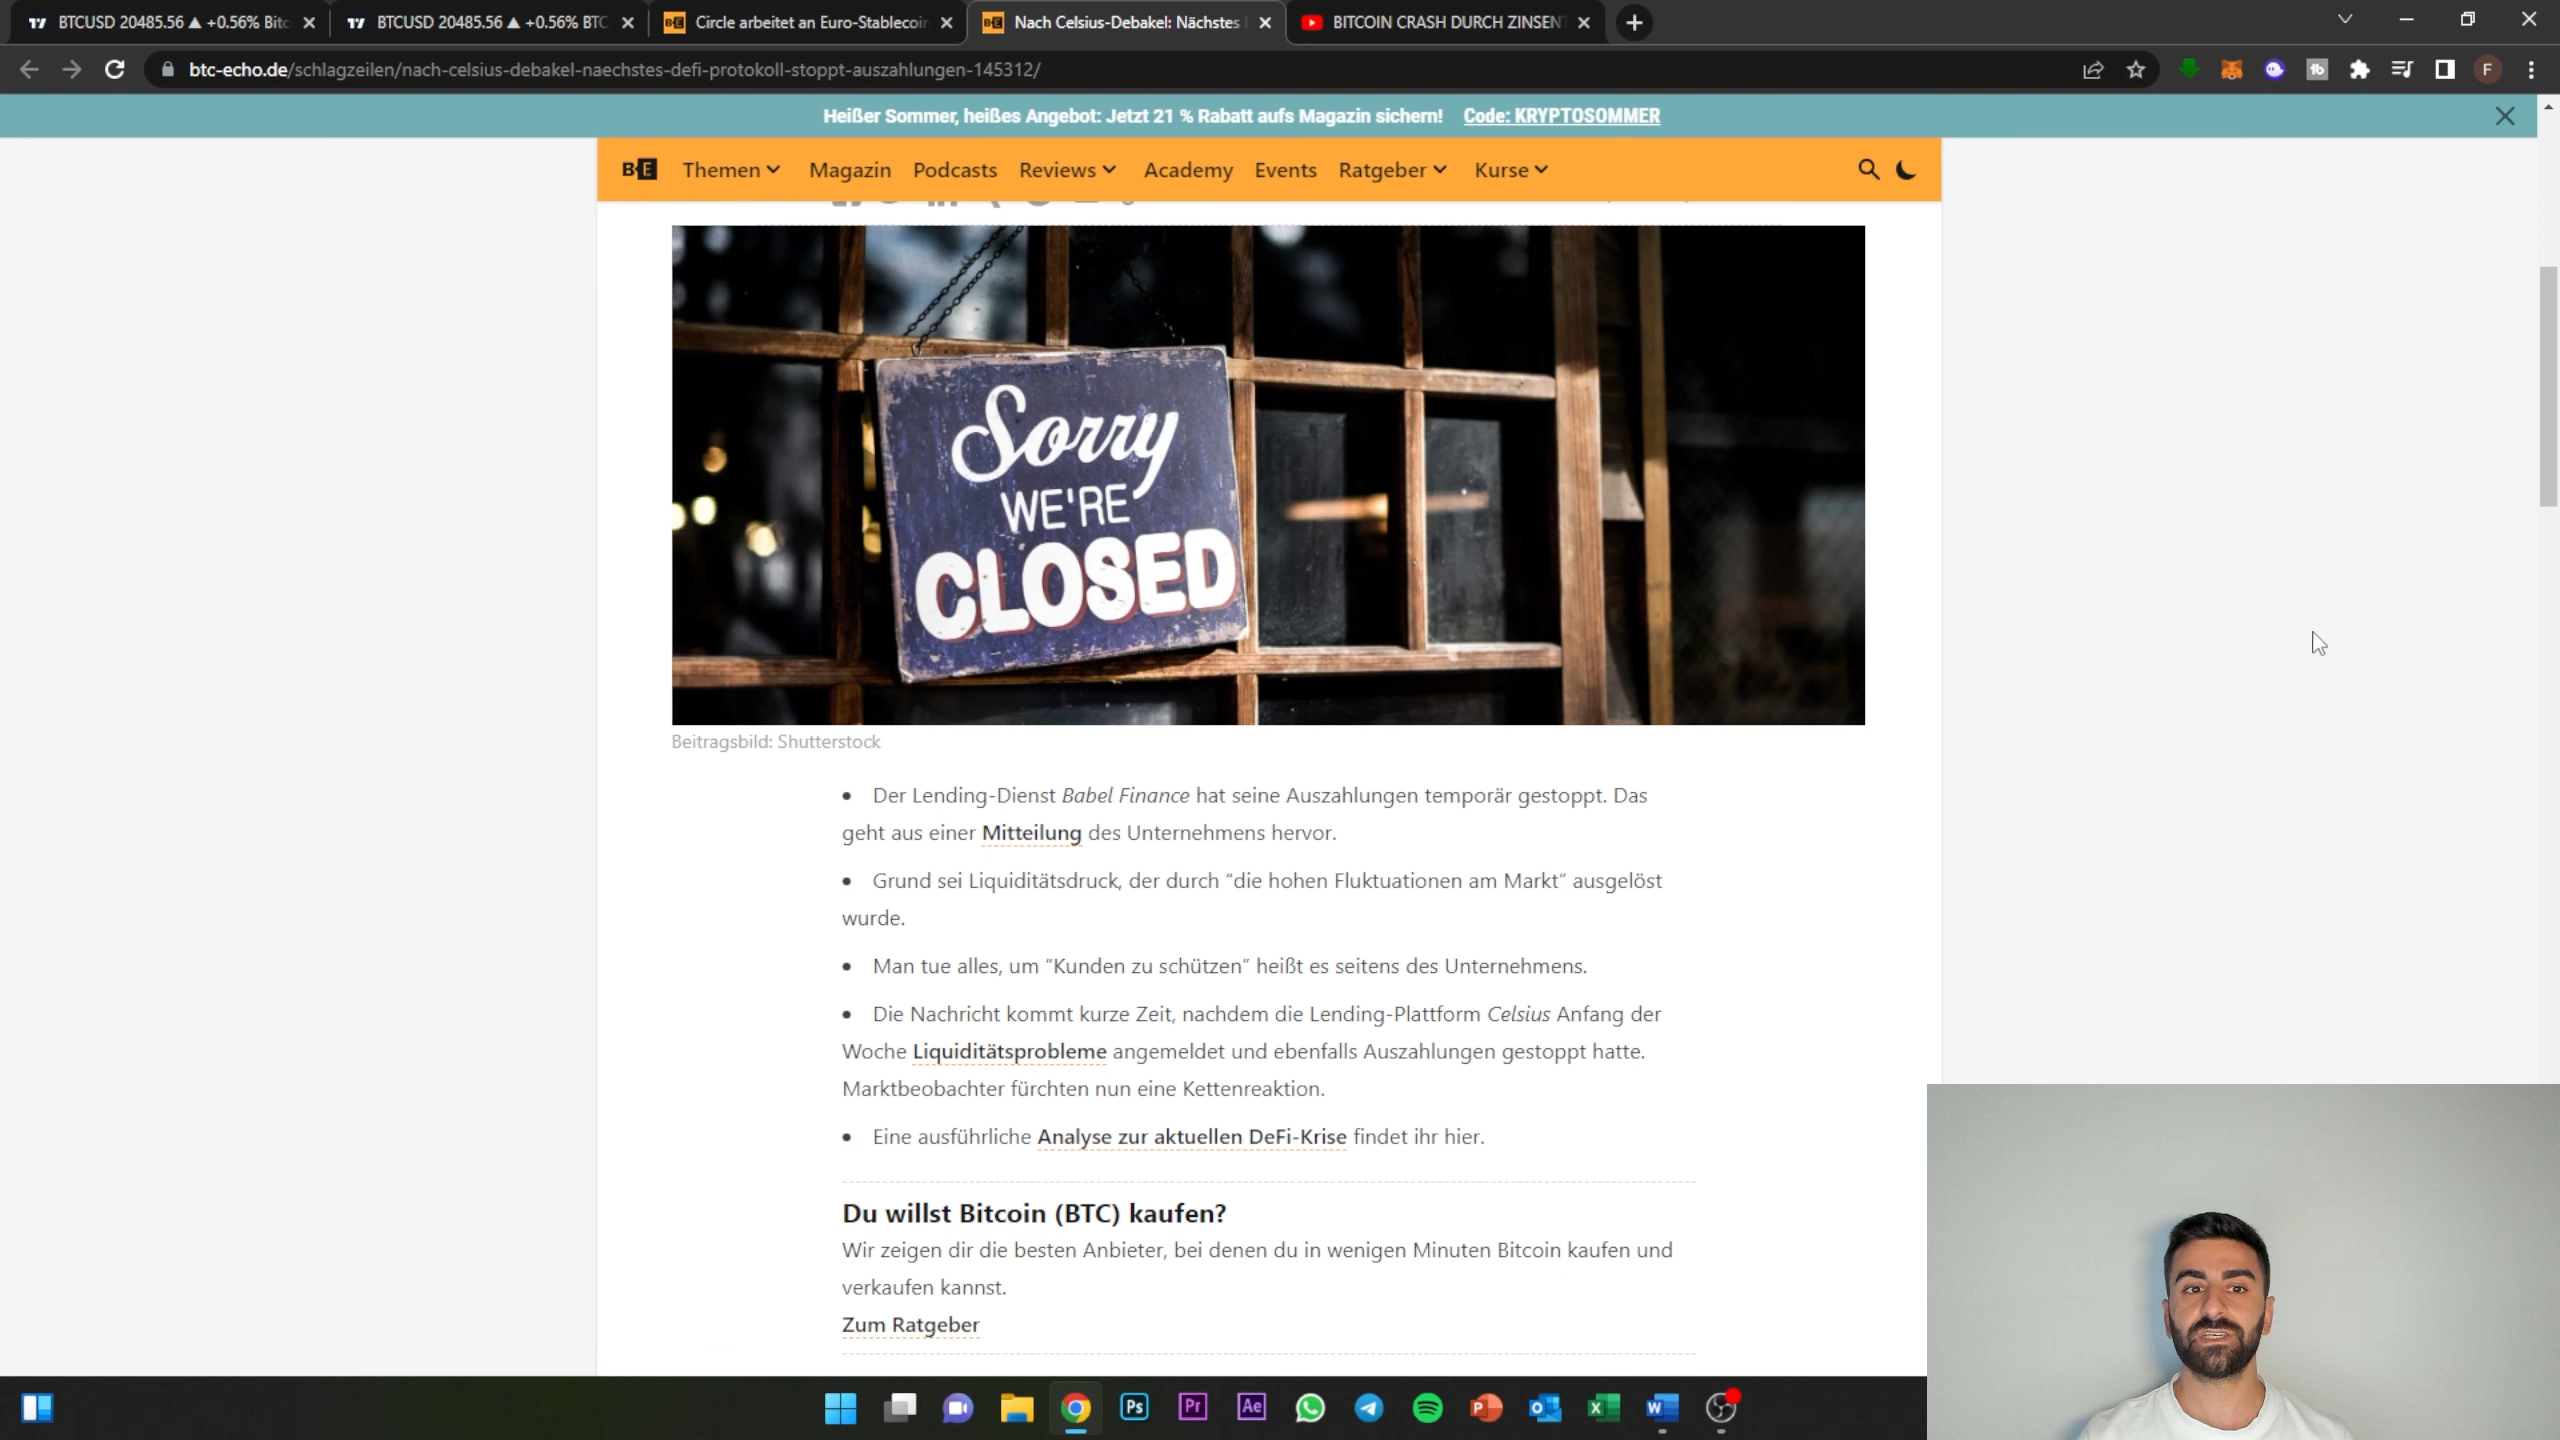 BTCUSD 20485.56 ▲ +0.56% Bitc
BTCUSD 20485.56 ▲ +0.56% BTC
Circle arbeitet an Euro-Stablecoin
Nach Celsius-Debakel: Nächstes
BITCOIN CRASH DURCH ZINSENT
btc-echo.de/schlagzeilen/nach-celsius-debakel-naechstes-defi-protokoll-stoppt-auszahlungen-145312/
F
Heißer Sommer, heißes Angebot: Jetzt 21 % Rabatt aufs Magazin sichern! Code: KRYPTOSOMMER
B·E Themen Magazin Podcasts Reviews Academy Events Ratgeber Kurse
Sorry
WE'RE
CLOSED
Beitragsbild: Shutterstock
• Der Lending-Dienst Babel Finance hat seine Auszahlungen temporär gestoppt. Das
geht aus einer Mitteilung des Unternehmens hervor.
• Grund sei Liquiditätsdruck, der durch “die hohen Fluktuationen am Markt” ausgelöst
wurde.
• Man tue alles, um “Kunden zu schützen” heißt es seitens des Unternehmens.
• Die Nachricht kommt kurze Zeit, nachdem die Lending-Plattform Celsius Anfang der
Woche Liquiditätsprobleme angemeldet und ebenfalls Auszahlungen gestoppt hatte.
Marktbeobachter fürchten nun eine Kettenreaktion.
• Eine ausführliche Analyse zur aktuellen DeFi-Krise findet ihr hier.
Du willst Bitcoin (BTC) kaufen?
Wir zeigen dir die besten Anbieter, bei denen du in wenigen Minuten Bitcoin kaufen und
verkaufen kannst.
Zum Ratgeber
Ps Pr Ae P O X W